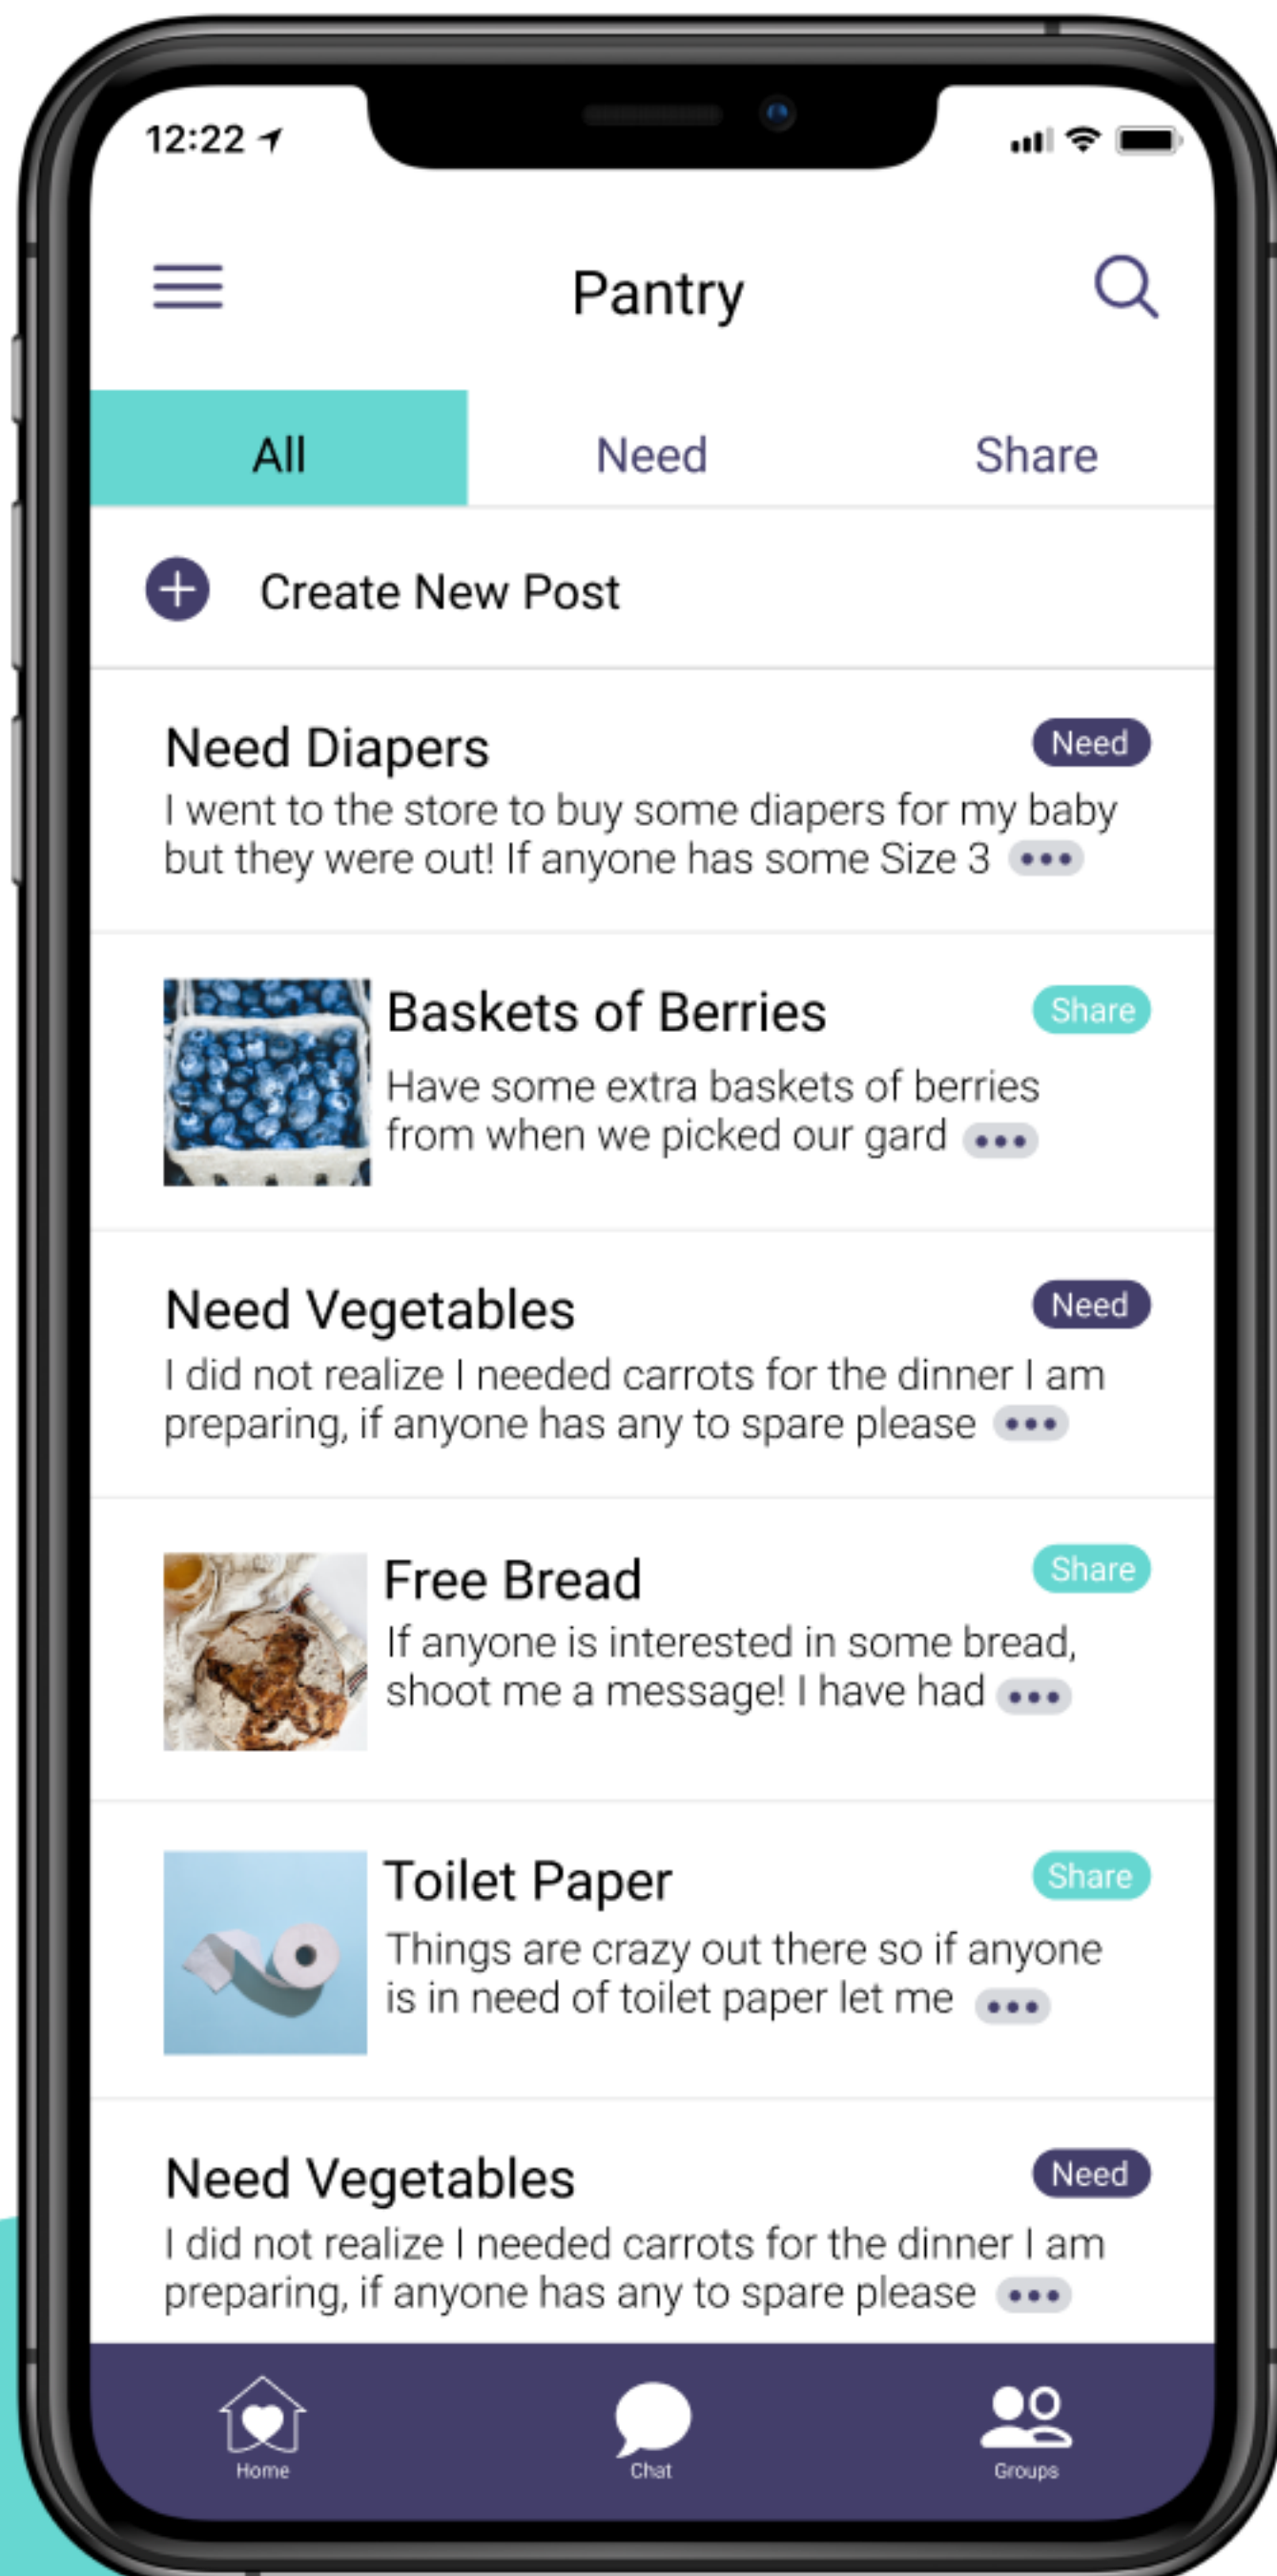 12:22
Pantry
All
Need
Share
Create New Post
Need Diapers
Need
I went to the store to buy some diapers for my baby
but they were out! If anyone has some Size 3
Baskets of Berries
Share
Have some extra baskets of berries
from when we picked our gard
Need Vegetables
Need
I did not realize I needed carrots for the dinner I am
preparing, if anyone has any to spare please
Free Bread
Share
If anyone is interested in some bread,
shoot me a message! I have had
Toilet Paper
Share
Things are crazy out there so if anyone
is in need of toilet paper let me
Need Vegetables
Need
I did not realize I needed carrots for the dinner I am
preparing, if anyone has any to spare please
Home
Chat
Groups